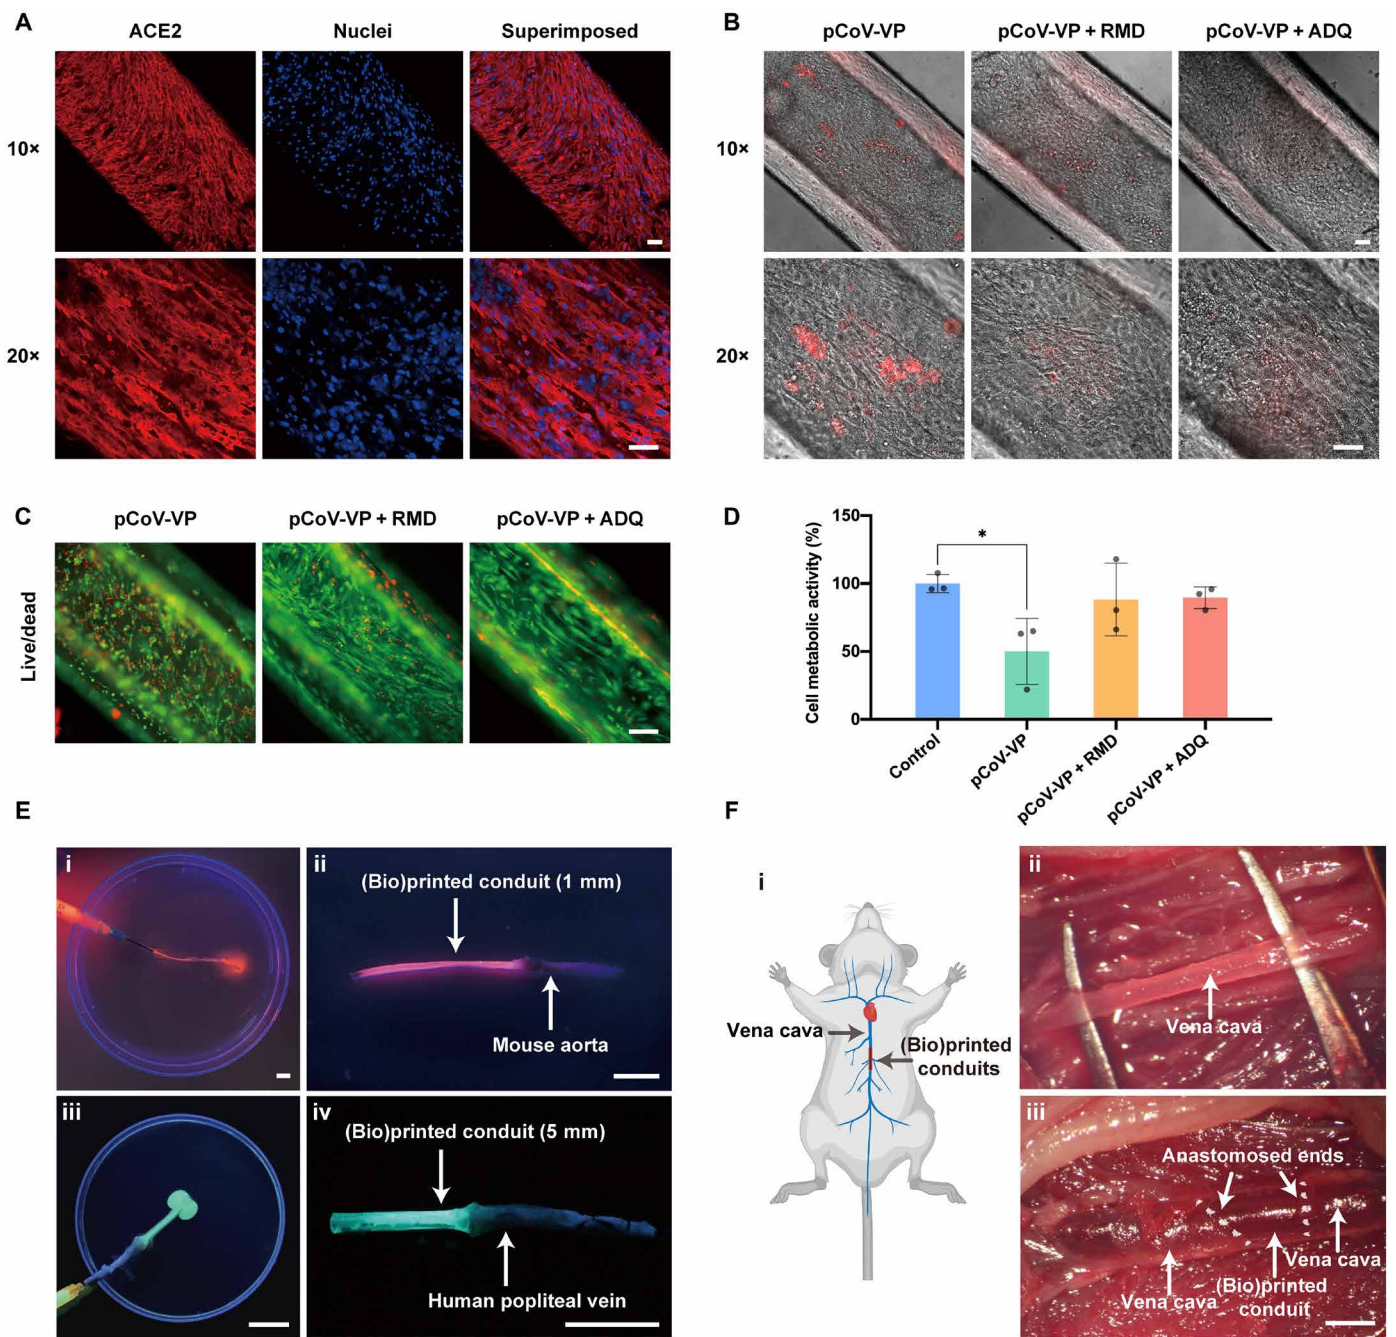 A
ACE2
Nuclei
Superimposed
10×
20×
B
pCoV-VP
pCoV-VP + RMD
pCoV-VP + ADQ
10×
20×
C
pCoV-VP
pCoV-VP + RMD
pCoV-VP + ADQ
Live/dead
D
Cell metabolic activity (%)
150
100
50
0
*
Control
pCoV-VP
pCoV-VP + RMD
pCoV-VP + ADQ
E
i
ii
(Bio)printed conduit (1 mm)
Mouse aorta
iii
iv
(Bio)printed conduit (5 mm)
Human popliteal vein
F
i
Vena cava
(Bio)printed
conduits
ii
Vena cava
iii
Anastomosed ends
Vena cava
Vena cava
(Bio)printed
conduit